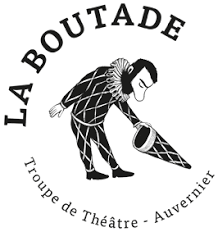 LA BOUTADE
Troupe de Théâtre - Auvernier